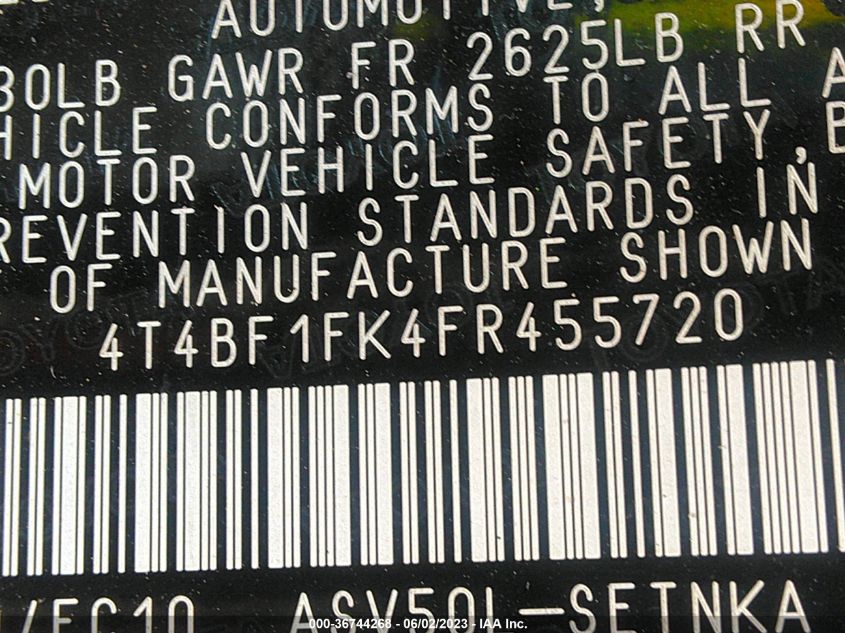 AUTOMOTIVE,
30LB GAWR FR 2625LB RR
HICLE CONFORMS TO ALL A
MOTOR VEHICLE SAFETY, B
REVENTION STANDARDS IN
OF MANUFACTURE SHOWN
4T4BF1FK4FR455720
/FC10 ASV50L-SETNKA
000-36744268 - 06/02/2023 - IAA Inc.